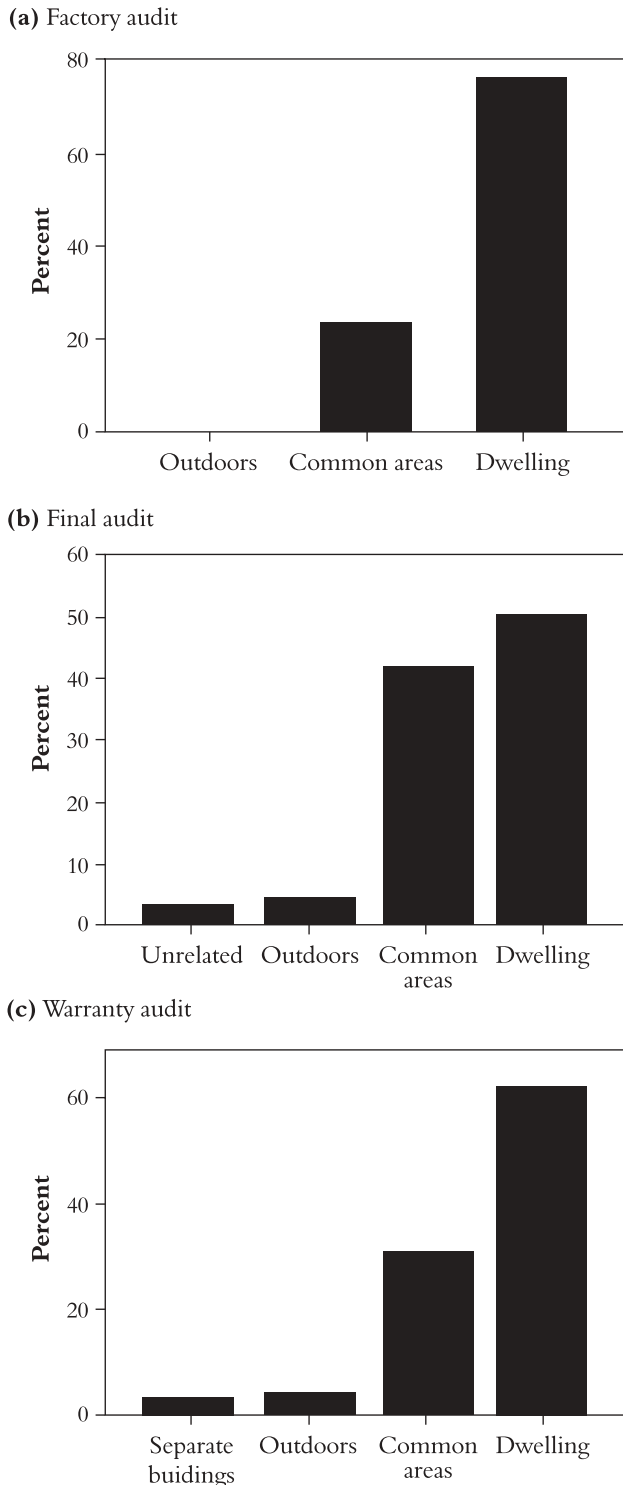 (a) Factory audit
80
60
40
20
0
Percent
Outdoors Common areas Dwelling
(b) Final audit
60
50
40
30
20
10
0
Percent
Unrelated Outdoors Common Dwelling
areas
(c) Warranty audit
60
40
20
0
Percent
Separate Outdoors Common Dwelling
buidings areas